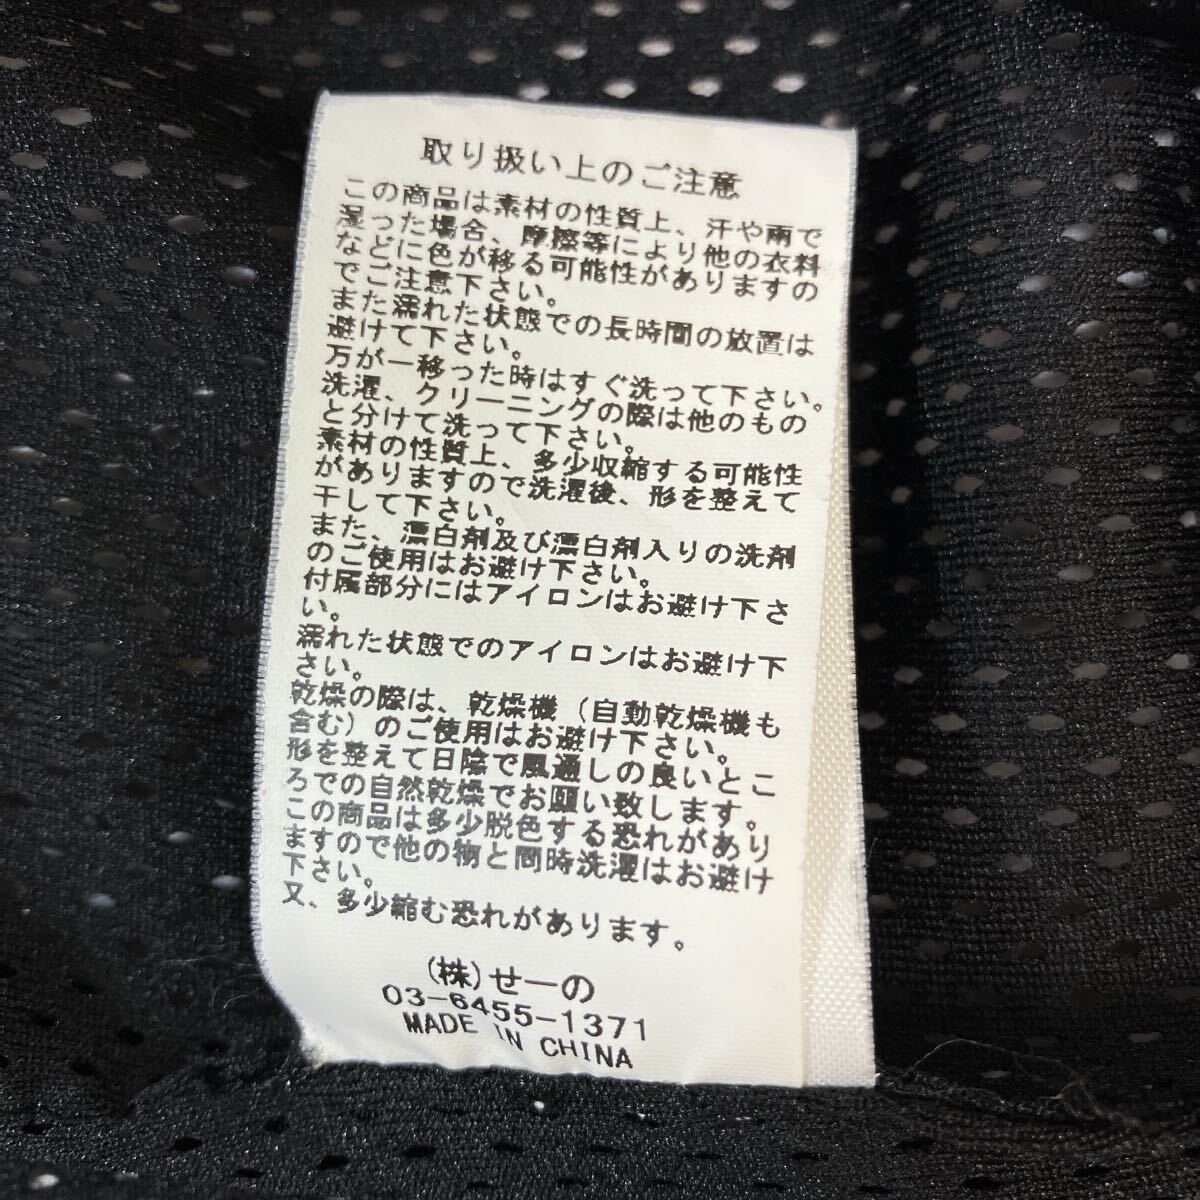 取り扱い上のご注意
この商品は素材の性質上、汗や雨で
湿った場合、摩擦等により他の衣料
などに色が移る可能性がありますの
でご注意下さい。
また濡れた状態での長時間の放置は
避けて下さい。
万が一移った時はすぐ洗って下さい。
洗濯、クリーニングの際は他のもの
と分けて洗って下さい。
素材の性質上、多少収縮する可能性
がありますので洗濯後、形を整えて
干して下さい。
また、漂白剤及び漂白剤入りの洗剤
のご使用はお避け下さい。
付属部分にはアイロンはお避け下さ
い。
濡れた状態でのアイロンはお避け下
さい。
乾燥の際は、乾燥機（自動乾燥機も
含む）のご使用はお避け下さい。
形を整えて日陰で風通しの良いとこ
ろでの自然乾燥でお願い致します。
この商品は多少脱色する恐れがあり
ますので他の物と同時洗濯はお避け
下さい。
又、多少縮む恐れがあります。
(株)せーの
03-6455-1371
MADE IN CHINA